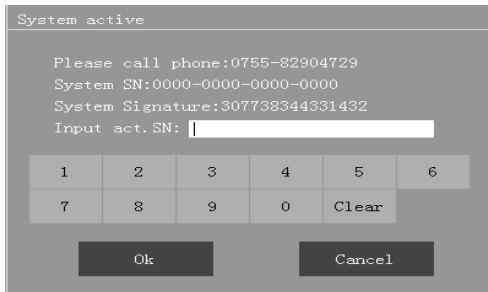 System active
Please call phone:0755-82904729
System SN:0000-0000-0000-0000
System Signature:307738344331432
Input act.SN:
1 2 3 4 5 6
7 8 9 0 Clear
Ok Cancel